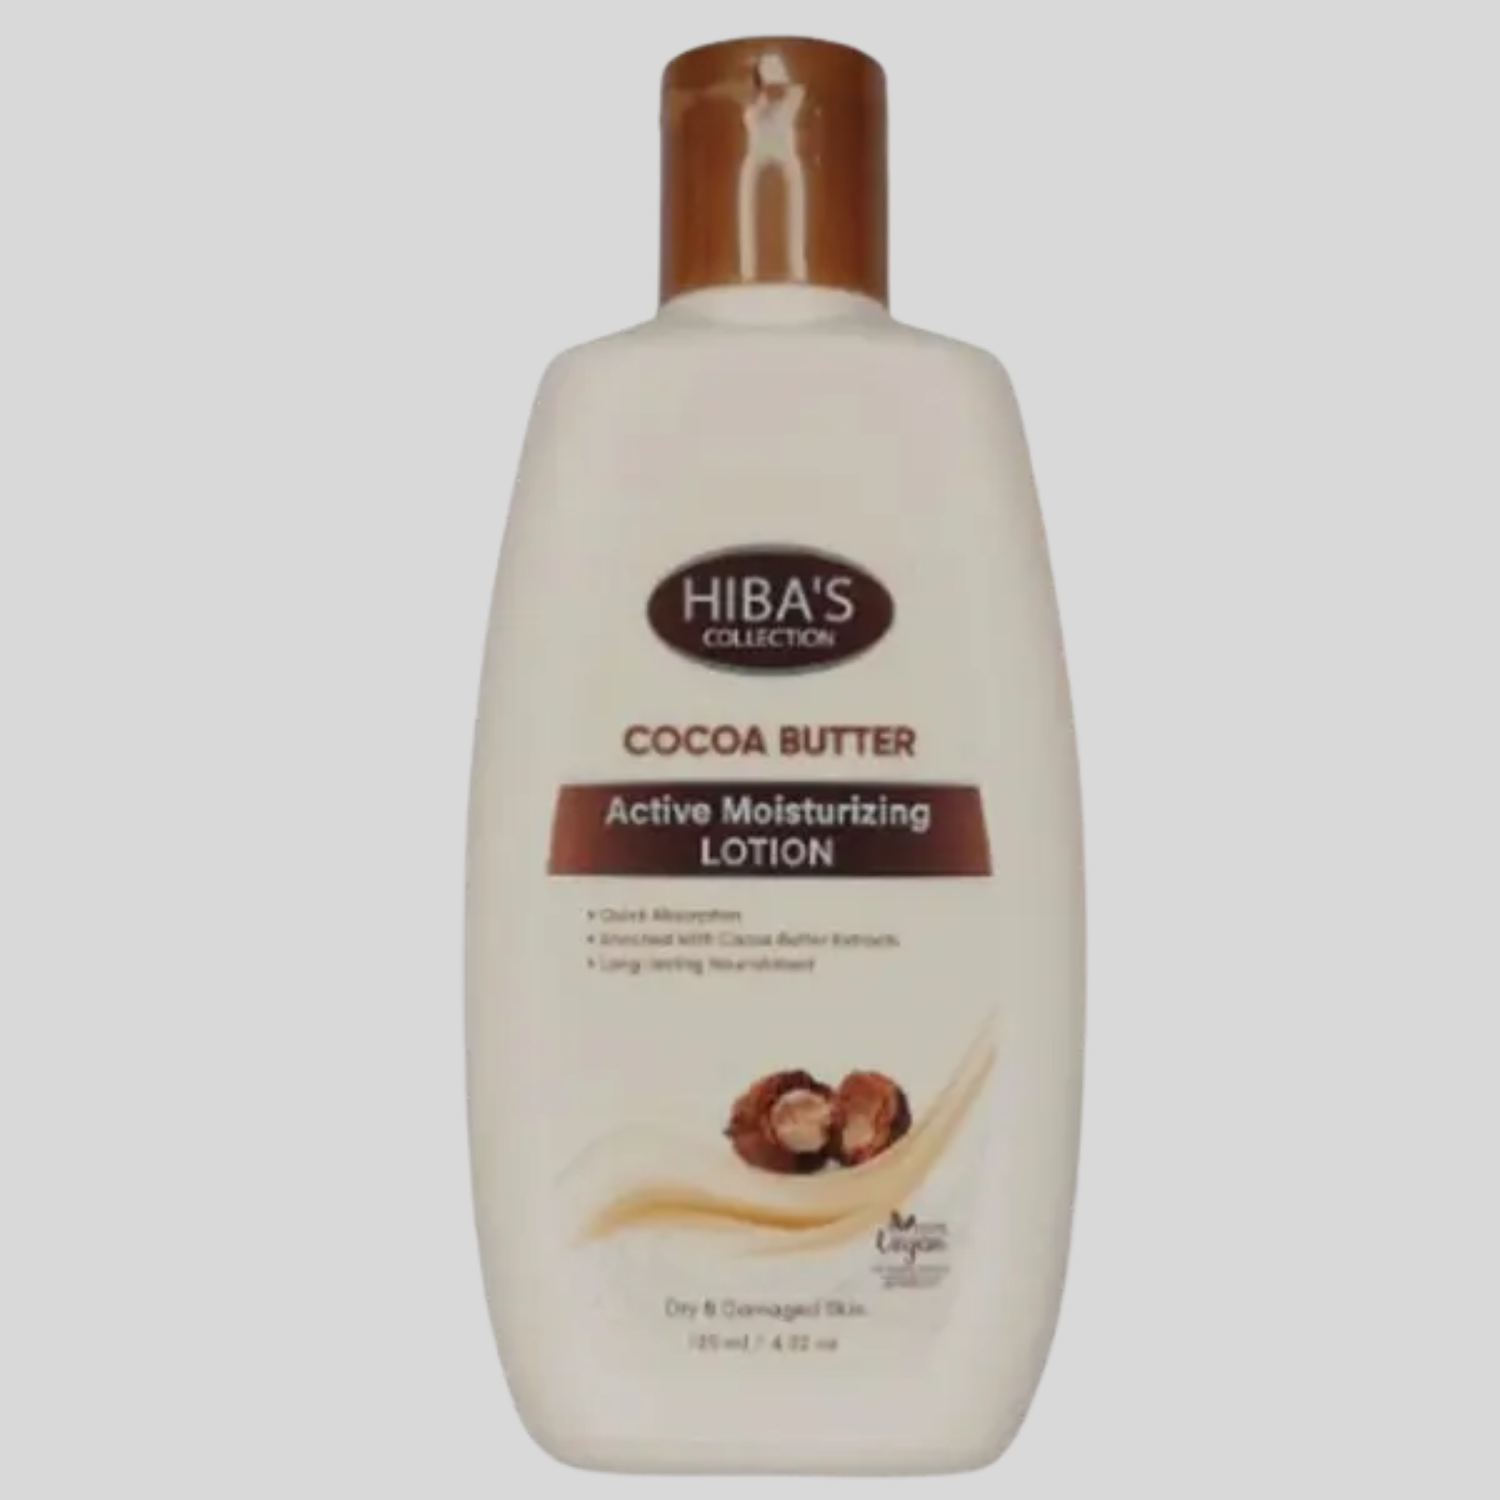 HIBA'S
COLLECTION
COCOA BUTTER
Active Moisturizing
LOTION
• Quick Absorption
• Enriched with Cocoa Butter Extracts
• Long-lasting Nourishment
Vegan
Dry & Damaged Skin